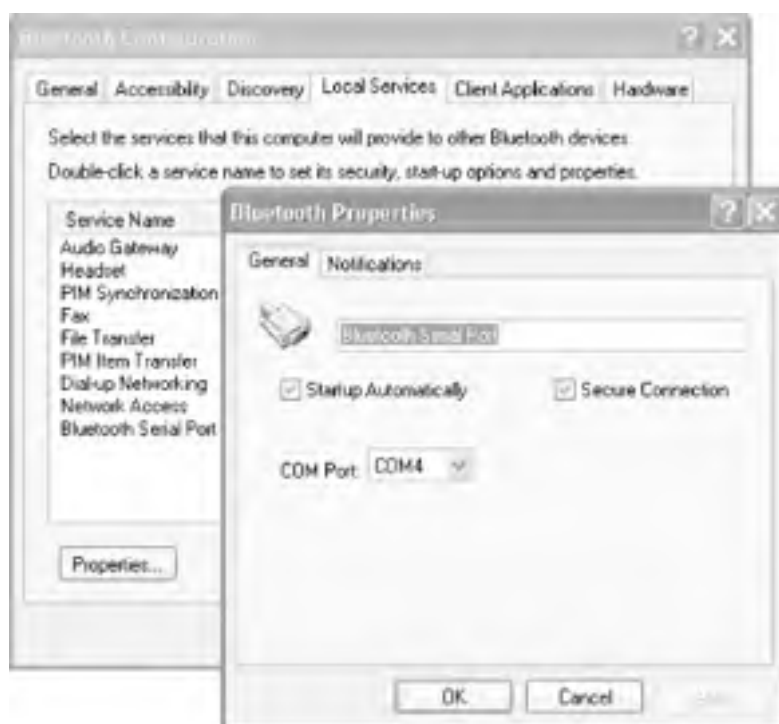 Bluetooth Configuration
General Accessibility Discovery Local Services Client Applications Hardware
Select the services that this computer will provide to other Bluetooth devices.
Double-click a service name to set its security, start-up options and properties.
Service Name
Audio Gateway
Headset
PIM Synchronization
Fax
File Transfer
PIM Item Transfer
Dial-up Networking
Network Access
Bluetooth Serial Port
Properties...
Bluetooth Properties
General Notifications
Bluetooth Serial Port
Startup Automatically Secure Connection
COM Port: COM4
OK Cancel